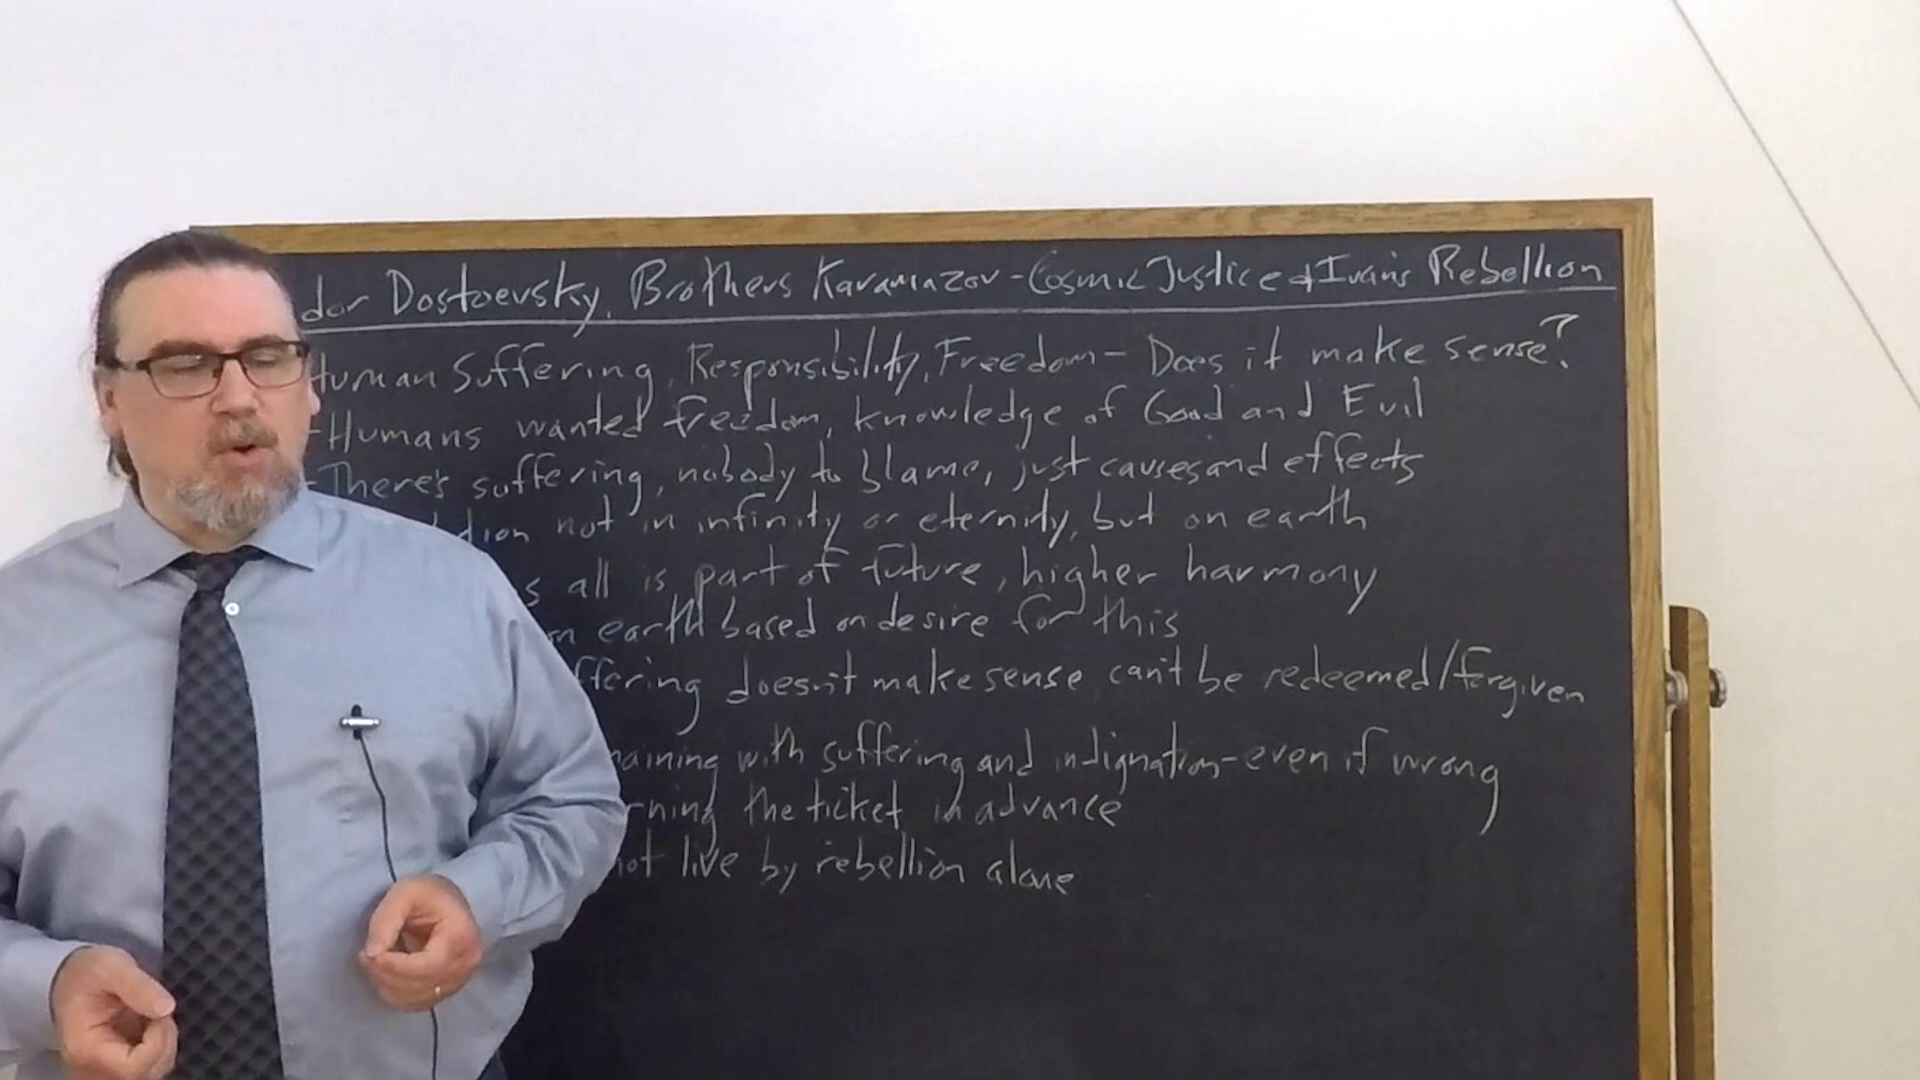 dor Dostoevsky, Brothers Karamazov - Cosmic Justice + Ivan's Rebellion
Human Suffering, Responsibility, Freedom - Does it make sense?
- Humans wanted freedom, knowledge of Good and Evil
- There's suffering, nobody to blame, just causes and effects
tion not in infinity or eternity, but on earth
s all is part of future, higher harmony
on earth based on desire for this
ffering doesn't make sense can't be redeemed/forgiven
maining with suffering and indignation - even if wrong
rning the ticket in advance
not live by rebellion alone